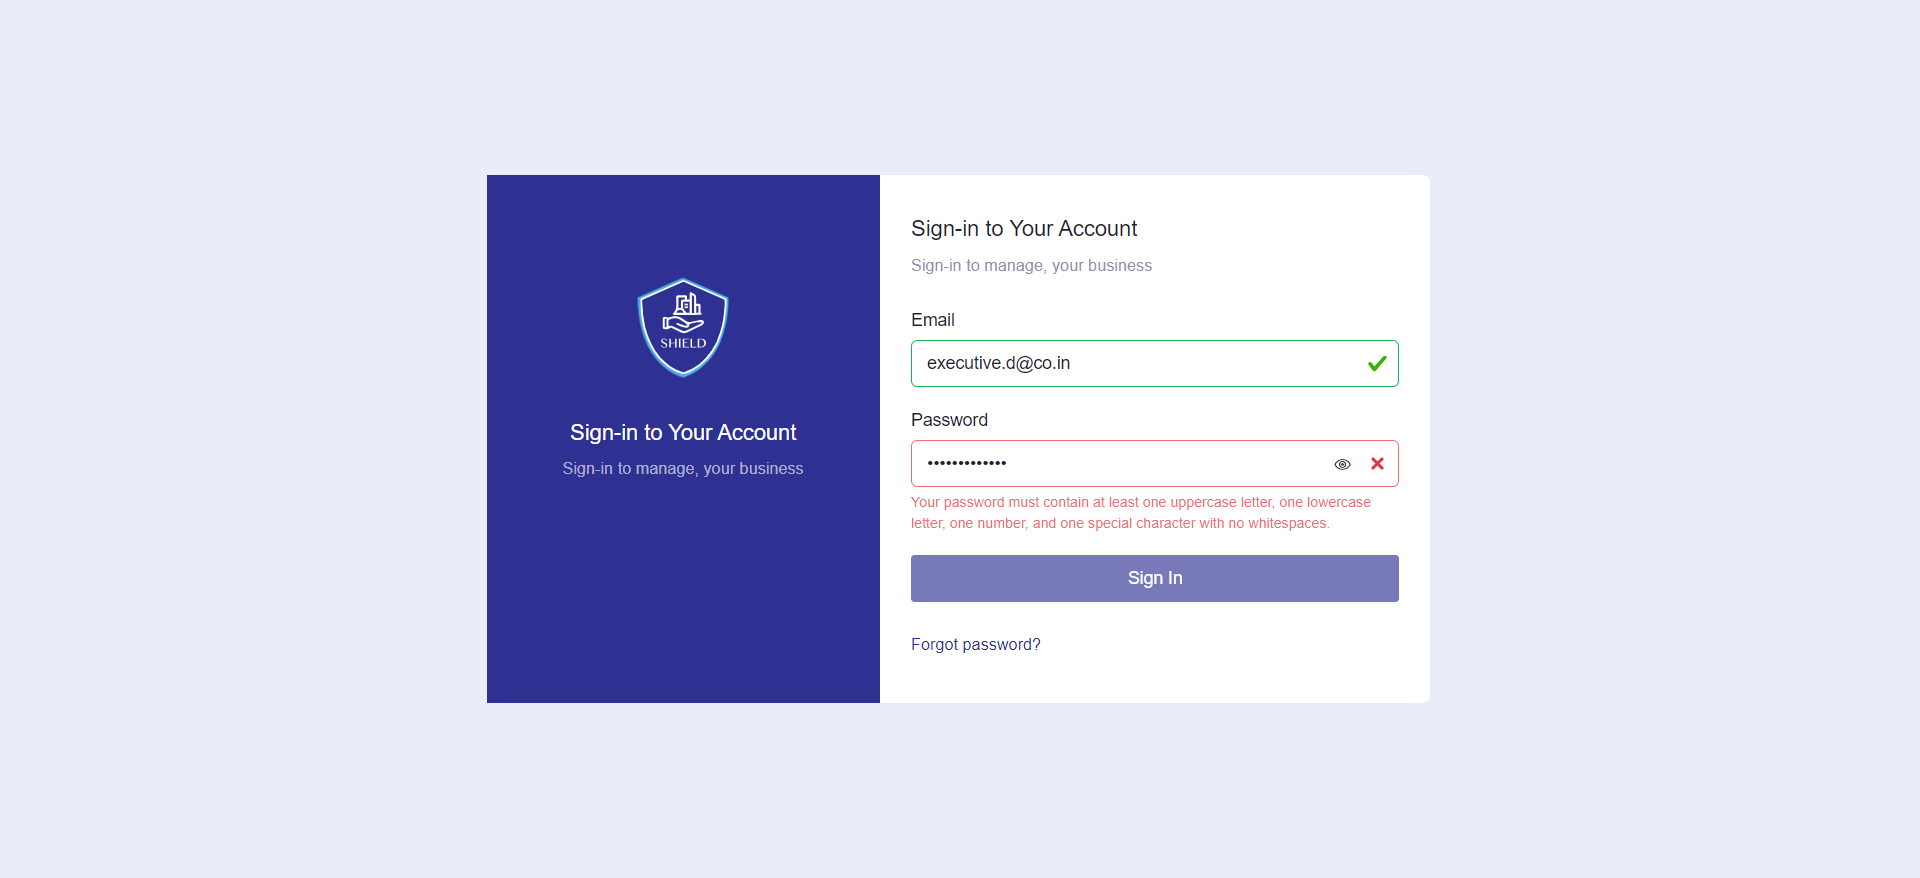 SHIELD
Sign-in to Your Account
Sign-in to manage, your business
Sign-in to Your Account
Sign-in to manage, your business
Email
executive.d@co.in
Password
•••••••••••••
Your password must contain at least one uppercase letter, one lowercase
letter, one number, and one special character with no whitespaces.
Sign In
Forgot password?